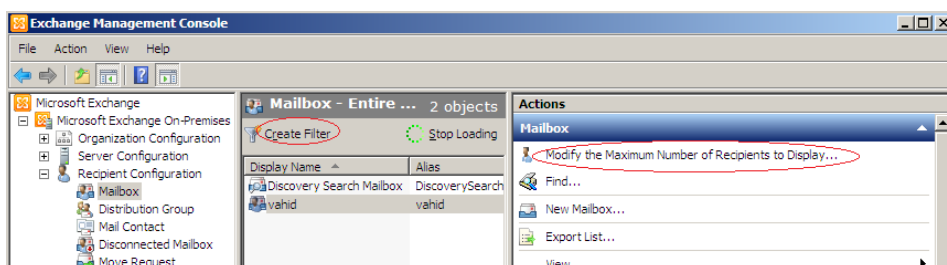 Exchange Management Console
File Action View Help
Microsoft Exchange
Microsoft Exchange On-Premises
Organization Configuration
Server Configuration
Recipient Configuration
Mailbox
Distribution Group
Mail Contact
Disconnected Mailbox
Move Request
Mailbox - Entire ... 2 objects
Create Filter Stop Loading
Display Name Alias
Discovery Search Mailbox DiscoverySearch
vahid vahid
Actions
Mailbox
Modify the Maximum Number of Recipients to Display...
Find...
New Mailbox...
Export List...
View